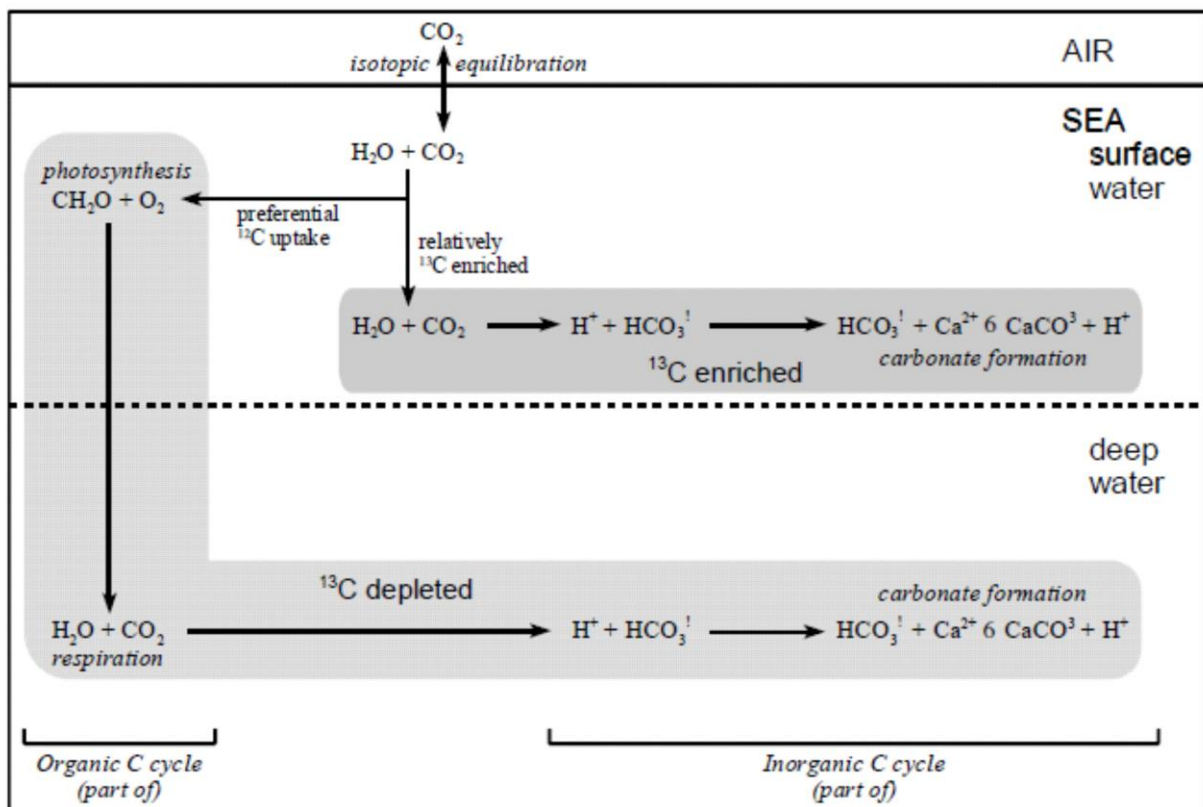 CO₂
isotopic equilibration
AIR
SEA
surface
water
H₂O + CO₂
photosynthesis
CH₂O + O₂
preferential
¹²C uptake
relatively
¹³C enriched
H₂O + CO₂
H⁺ + HCO₃!
HCO₃! + Ca²⁺ 6 CaCO³ + H⁺
carbonate formation
¹³C enriched
deep
water
¹³C depleted
carbonate formation
H₂O + CO₂
respiration
H⁺ + HCO₃!
HCO₃! + Ca²⁺ 6 CaCO³ + H⁺
Organic C cycle
(part of)
Inorganic C cycle
(part of)